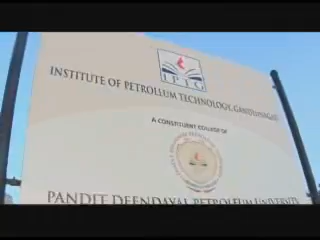 IPTG
INSTITUTE OF PETROLEUM TECHNOLOGY, GANDHINAGAR
A CONSTITUENT COLLEGE OF
PANDIT DEENDAYAL PETROLEUM UNIVERSITY